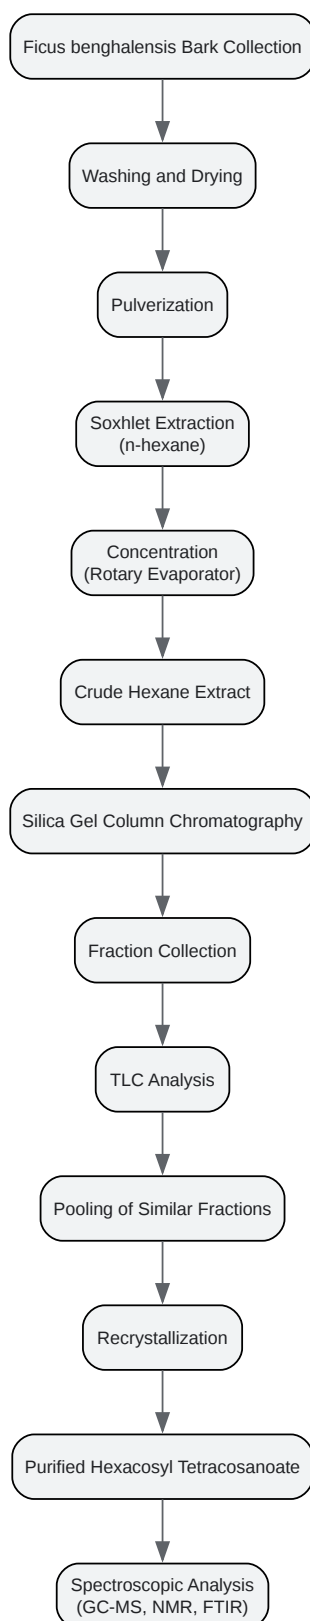 Ficus benghalensis Bark Collection
Washing and Drying
Pulverization
Soxhlet Extraction
(n-hexane)
Concentration
(Rotary Evaporator)
Crude Hexane Extract
Silica Gel Column Chromatography
Fraction Collection
TLC Analysis
Pooling of Similar Fractions
Recrystallization
Purified Hexacosyl Tetracosanoate
Spectroscopic Analysis
(GC-MS, NMR, FTIR)